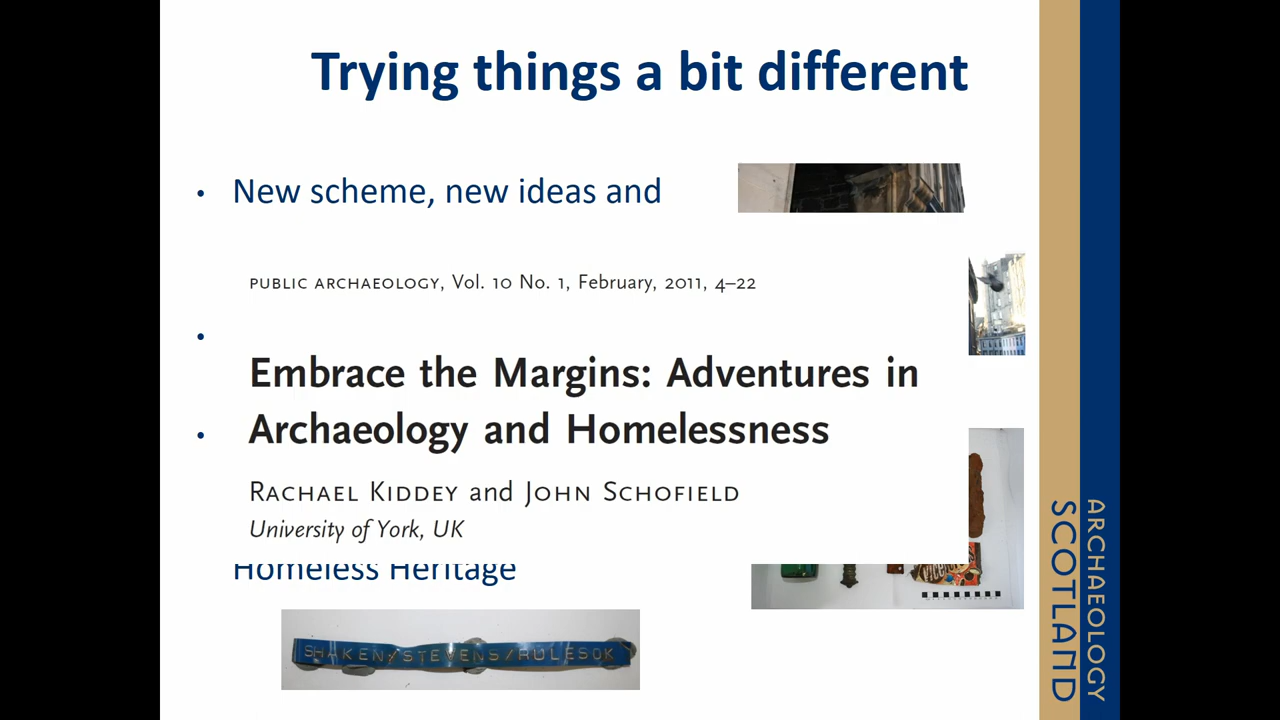 Trying things a bit different
• New scheme, new ideas and
PUBLIC ARCHAEOLOGY, Vol. 10 No. 1, February, 2011, 4–22
•
Embrace the Margins: Adventures in
• Archaeology and Homelessness
RACHAEL KIDDEY and JOHN SCHOFIELD
University of York, UK
Homeless Heritage
SHAKEN/STEVENS/RULESOK
ARCHAEOLOGY
SCOTLAND